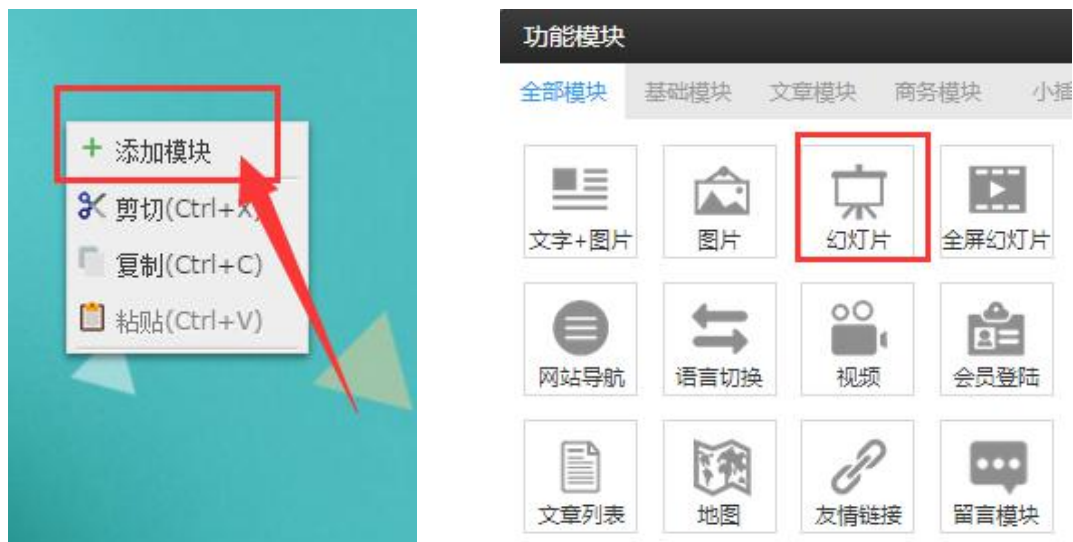 添加模块
剪切(Ctrl+X)
复制(Ctrl+C)
粘贴(Ctrl+V)
功能模块
全部模块 基础模块 文章模块 商务模块 小插
文字+图片 图片 幻灯片 全屏幻灯片
网站导航 语言切换 视频 会员登陆
文章列表 地图 友情链接 留言模块